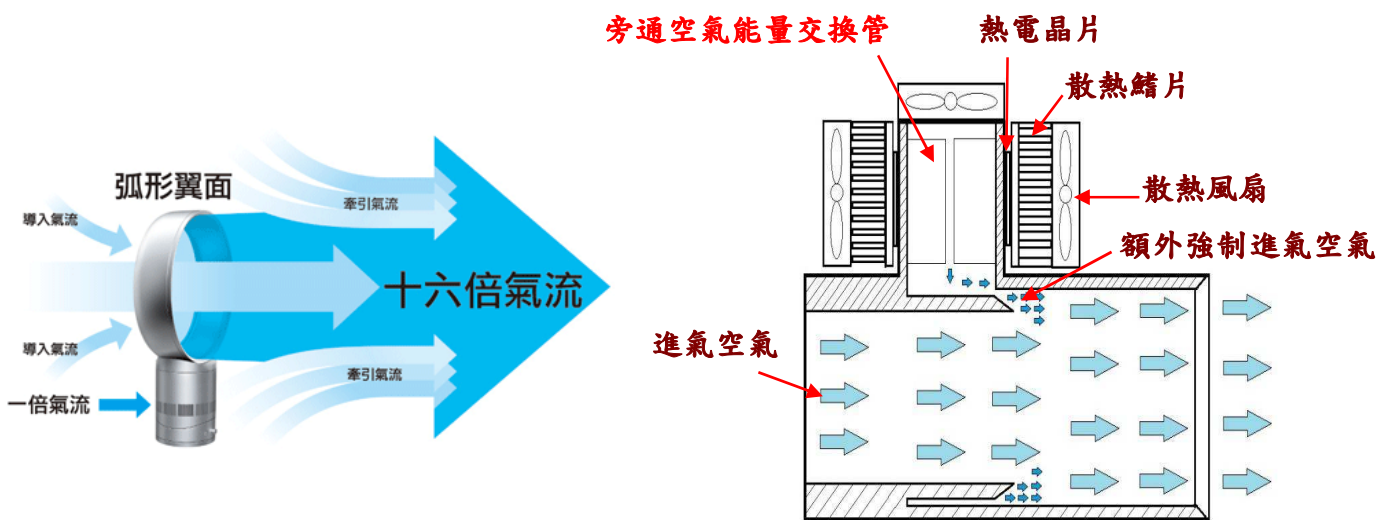 弧形翼面
導入氣流
牽引氣流
十六倍氣流
導入氣流
牽引氣流
一倍氣流
旁通空氣能量交換管
熱電晶片
散熱鰭片
散熱風扇
額外強制進氣空氣
進氣空氣